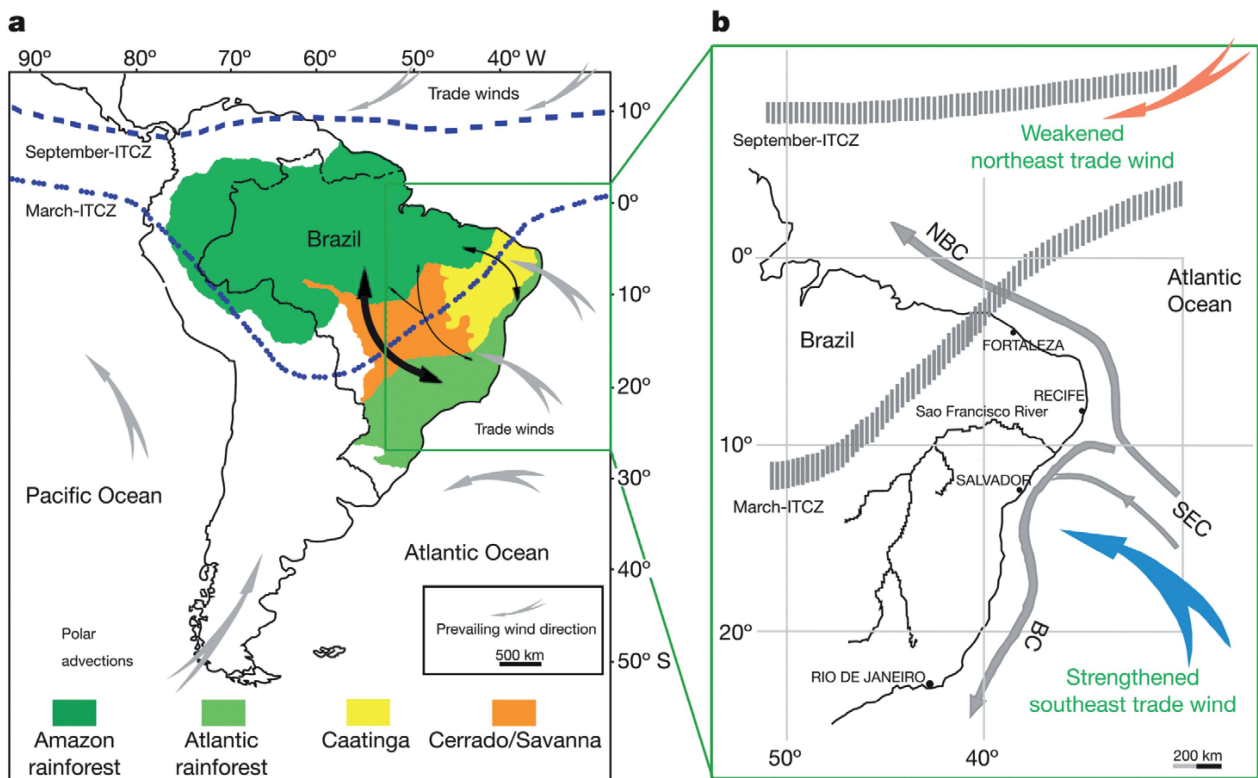 a
90º 80º 70º 60º 50º 40º W
Trade winds
10º
September-ITCZ
March-ITCZ
0º
Brazil
10º
20º
Trade winds
30º
Pacific Ocean
Atlantic Ocean
40º
Prevailing wind direction
500 km
Polar
advections
50º S
Amazon
rainforest
Atlantic
rainforest
Caatinga
Cerrado/Savanna
b
September-ITCZ
Weakened
northeast trade wind
NBC
0º
Atlantic
Ocean
Brazil
FORTALEZA
RECIFE
Sao Francisco River
10º
SALVADOR
March-ITCZ
SEC
20º
BC
RIO DE JANEIRO
Strengthened
southeast trade wind
50º 40º
200 km